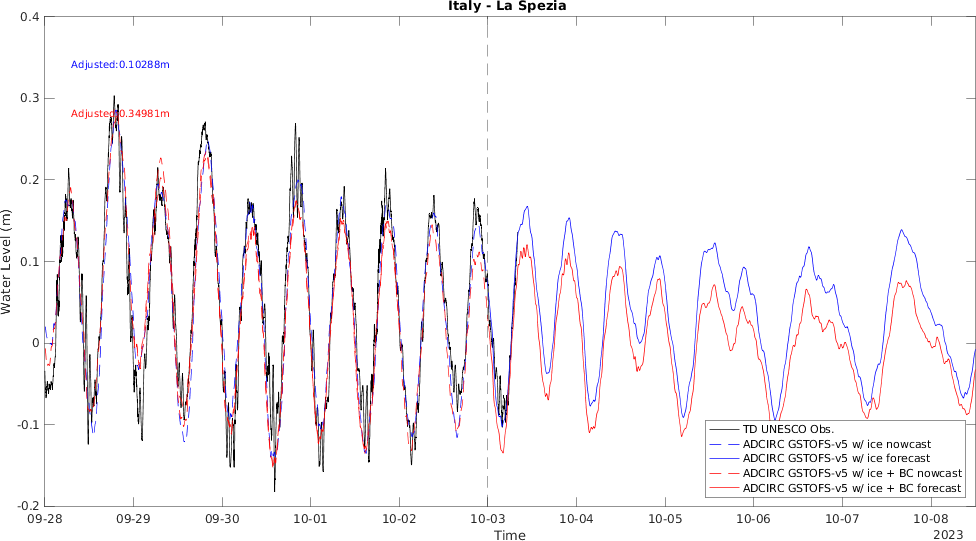 Italy - La Spezia
0.4
0.3
0.2
0.1
0
-0.1
-0.2
Water Level (m)
Adjusted:0.10288m
Adjusted:0.34981m
TD UNESCO Obs.
ADCIRC GSTOFS-v5 w/ ice nowcast
ADCIRC GSTOFS-v5 w/ ice forecast
ADCIRC GSTOFS-v5 w/ ice + BC nowcast
ADCIRC GSTOFS-v5 w/ ice + BC forecast
09-28 09-29 09-30 10-01 10-02 10-03 10-04 10-05 10-06 10-07 10-08
Time
2023